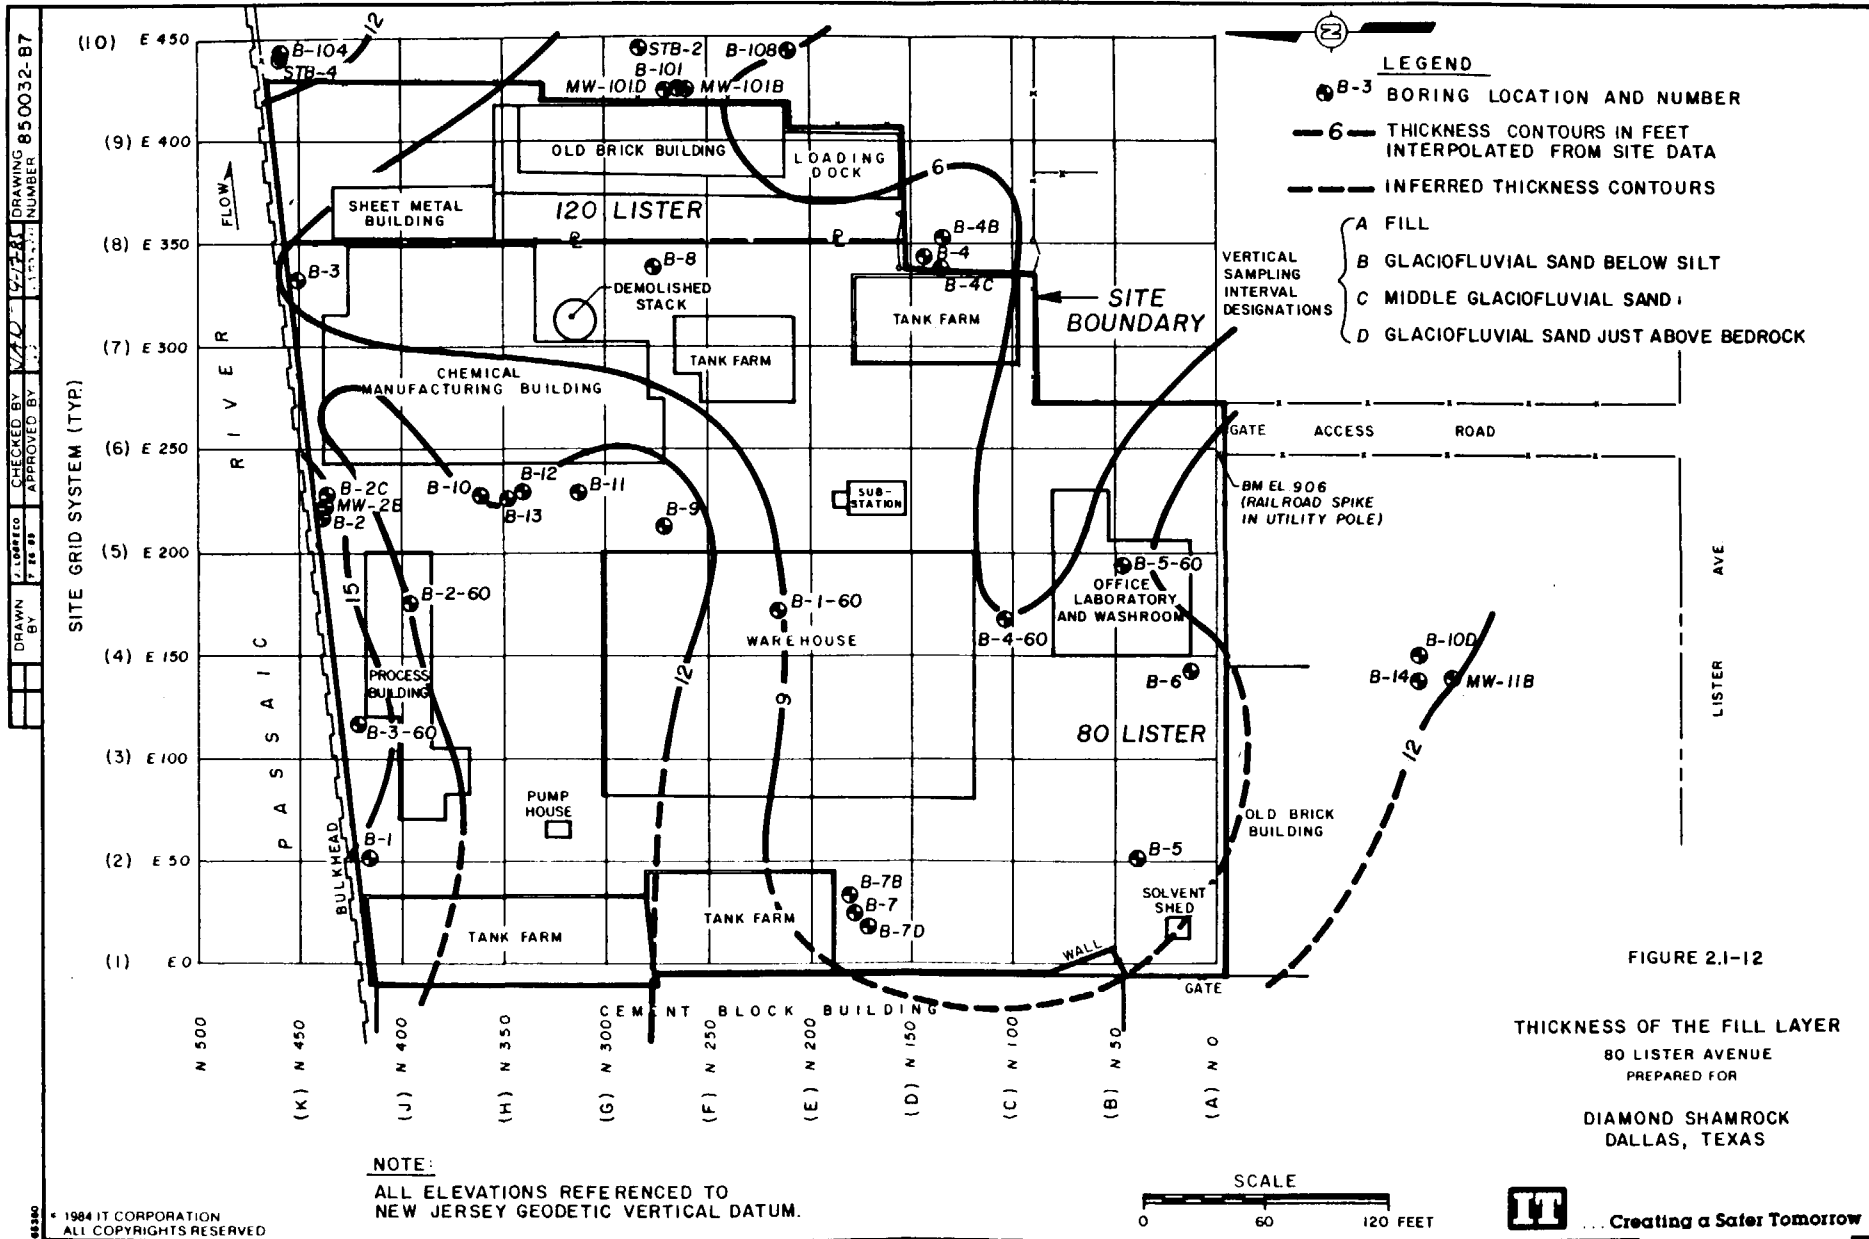 DRAWING NUMBER 850032-B7
CHECKED BY
APPROVED BY
DRAWN BY
SITE GRID SYSTEM (TYP.)
(10) E 450
(9) E 400
(8) E 350
(7) E 300
(6) E 250
(5) E 200
(4) E 150
(3) E 100
(2) E 50
(1) E 0
FLOW
PASSAIC RIVER
BULKHEAD
B-104
STB-4
12
STB-2
B-101
MW-101D
MW-101B
B-108
OLD BRICK BUILDING
LOADING
DOCK
6
SHEET METAL
BUILDING
120 LISTER
B-4B
B-4
B-4C
B-3
B-8
DEMOLISHED
STACK
TANK FARM
TANK FARM
SITE
BOUNDARY
CHEMICAL
MANUFACTURING BUILDING
GATE
ACCESS
ROAD
BM EL 9.06
(RAILROAD SPIKE
IN UTILITY POLE)
B-2C
MW-2B
B-2
B-10
B-12
B-13
B-11
B-9
SUB-
STATION
15
B-2-60
B-1-60
WAREHOUSE
B-4-60
B-5-60
OFFICE
LABORATORY
AND WASHROOM
B-6
B-10D
B-14
MW-11B
LISTER AVE
PROCESS
BUILDING
B-3-60
12
9
80 LISTER
12
PUMP
HOUSE
OLD BRICK
BUILDING
B-1
B-5
B-7B
B-7
B-7D
SOLVENT
SHED
TANK FARM
TANK FARM
WALL
GATE
CEMENT BLOCK BUILDING
N 500
(K) N 450
(J) N 400
(H) N 350
(G) N 300
(F) N 250
(E) N 200
(D) N 150
(C) N 100
(B) N 50
(A) N 0
N
LEGEND
B-3 BORING LOCATION AND NUMBER
6 THICKNESS CONTOURS IN FEET
INTERPOLATED FROM SITE DATA
INFERRED THICKNESS CONTOURS
VERTICAL
SAMPLING
INTERVAL
DESIGNATIONS
A FILL
B GLACIOFLUVIAL SAND BELOW SILT
C MIDDLE GLACIOFLUVIAL SAND
D GLACIOFLUVIAL SAND JUST ABOVE BEDROCK
FIGURE 2.1-12
THICKNESS OF THE FILL LAYER
80 LISTER AVENUE
PREPARED FOR
DIAMOND SHAMROCK
DALLAS, TEXAS
NOTE:
ALL ELEVATIONS REFERENCED TO
NEW JERSEY GEODETIC VERTICAL DATUM.
SCALE
0 60 120 FEET
1984 IT CORPORATION
ALL COPYRIGHTS RESERVED
IT ... Creating a Safer Tomorrow